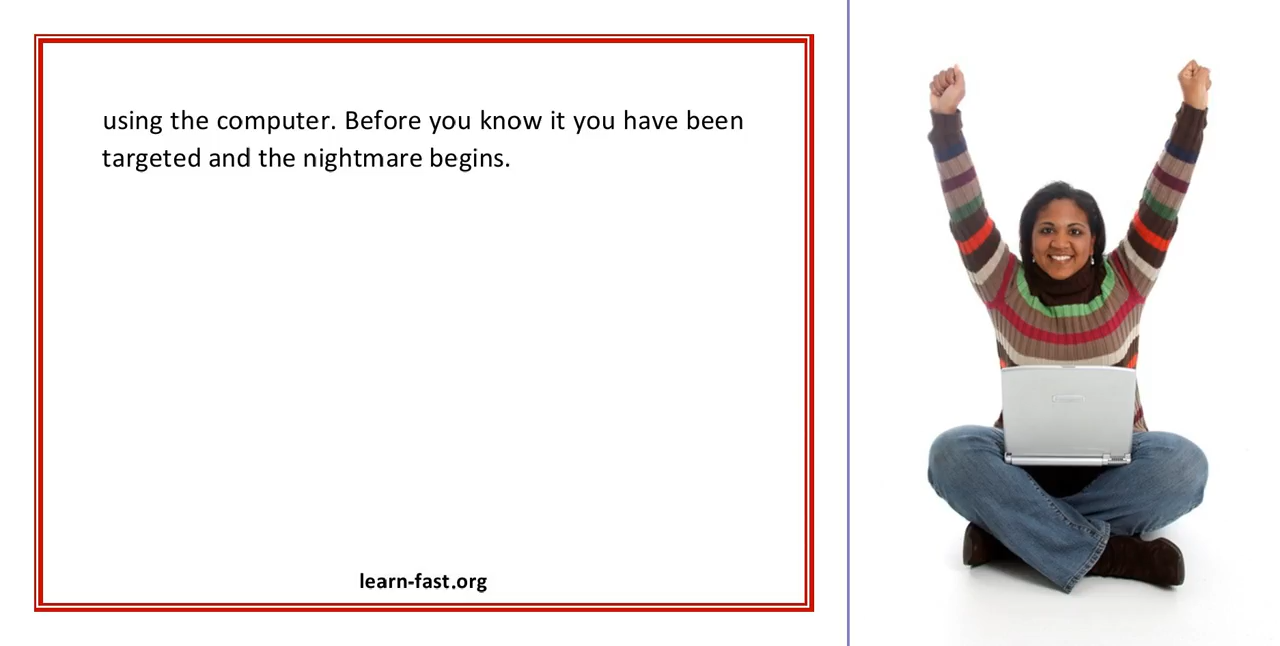 using the computer. Before you know it you have been
targeted and the nightmare begins.
learn-fast.org